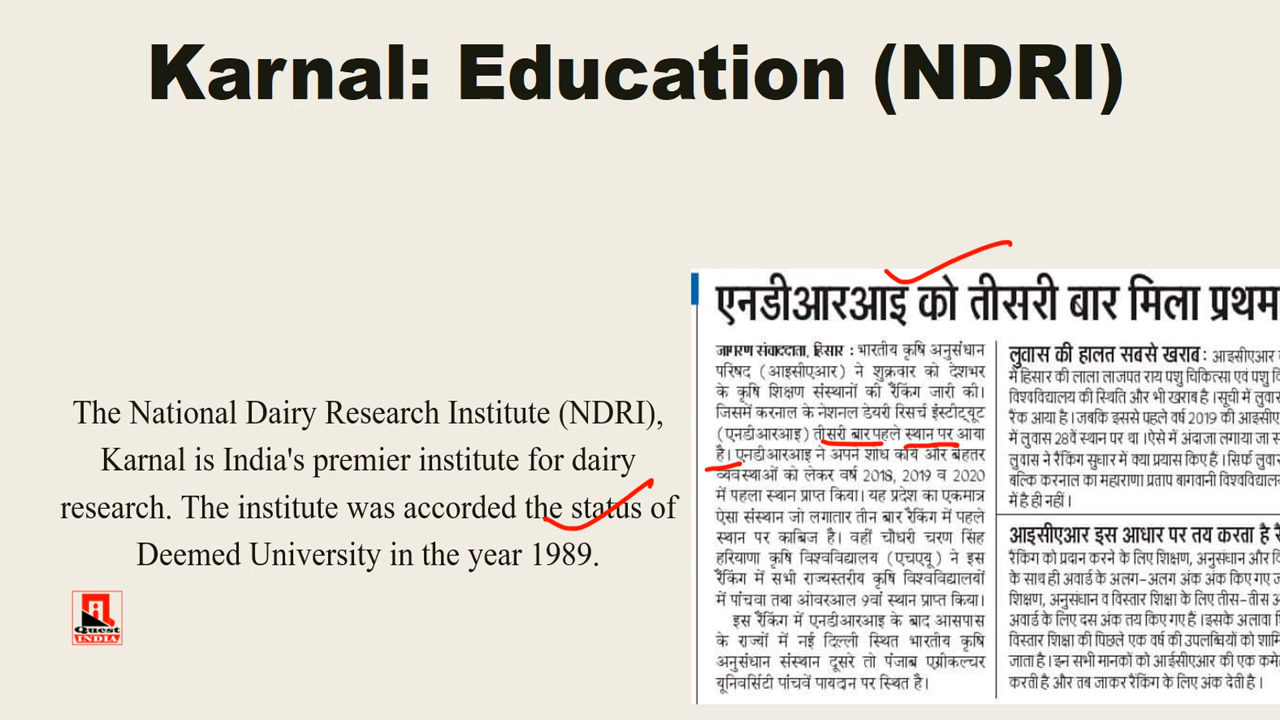 Karnal: Education (NDRI)
The National Dairy Research Institute (NDRI),
Karnal is India's premier institute for dairy
research. The institute was accorded the status of
Deemed University in the year 1989.
Quest
INDIA
एनडीआरआइ को तीसरी बार मिला प्रथम
जागरण संवाददाता, हिसार : भारतीय कृषि अनुसंधान
परिषद (आइसीएआर) ने शुक्रवार को देशभर
के कृषि शिक्षण संस्थानों की रैंकिंग जारी की।
जिसमें करनाल के नेशनल डेयरी रिसर्च इंस्टीट्यूट
(एनडीआरआइ) तीसरी बार पहले स्थान पर आया
है। एनडीआरआइ ने अपने शोध कार्य और बेहतर
व्यवस्थाओं को लेकर वर्ष 2018, 2019 व 2020
में पहला स्थान प्राप्त किया। यह प्रदेश का एकमात्र
ऐसा संस्थान जो लगातार तीन बार रैंकिंग में पहले
स्थान पर काबिज है। वहीं चौधरी चरण सिंह
हरियाणा कृषि विश्वविद्यालय (एचएयू) ने इस
रैंकिंग में सभी राज्यस्तरीय कृषि विश्वविद्यालयों
में पांचवा तथा ओवरआल 9वां स्थान प्राप्त किया।
इस रैंकिंग में एनडीआरआइ के बाद आसपास
के राज्यों में नई दिल्ली स्थित भारतीय कृषि
अनुसंधान संस्थान दूसरे तो पंजाब एग्रीकल्चर
यूनिवर्सिटी पांचवें पायदान पर स्थित है।
लुवास की हालत सबसे खराब: आइसीएआर
में हिसार की लाला लाजपत राय पशु चिकित्सा एवं पशु
विश्वविद्यालय की स्थिति और भी खराब है। सूची में लुवास
रैंक आया है। जबकि इससे पहले वर्ष 2019 की आइसीए
में लुवास 28वें स्थान पर था। ऐसे में अंदाजा लगाया जा
लुवास ने रैंकिंग सुधार में क्या प्रयास किए हैं। सिर्फ लुवास
बल्कि करनाल का महाराणा प्रताप बागवानी विश्वविद्यालय
में है ही नहीं।
आइसीएआर इस आधार पर तय करता है
रैंकिंग को प्रदान करने के लिए शिक्षण, अनुसंधान और
के साथ ही अवार्ड के अलग-अलग अंक अंक किए गए
शिक्षण, अनुसंधान व विस्तार शिक्षा के लिए तीस-तीस
अवार्ड के लिए दस अंक तय किए गए हैं। इसके अलावा
विस्तार शिक्षा की पिछले एक वर्ष की उपलब्धियों को
जाता है। इन सभी मानकों को आईसीएआर की एक
करती है और तब जाकर रैंकिंग के लिए अंक देती है।